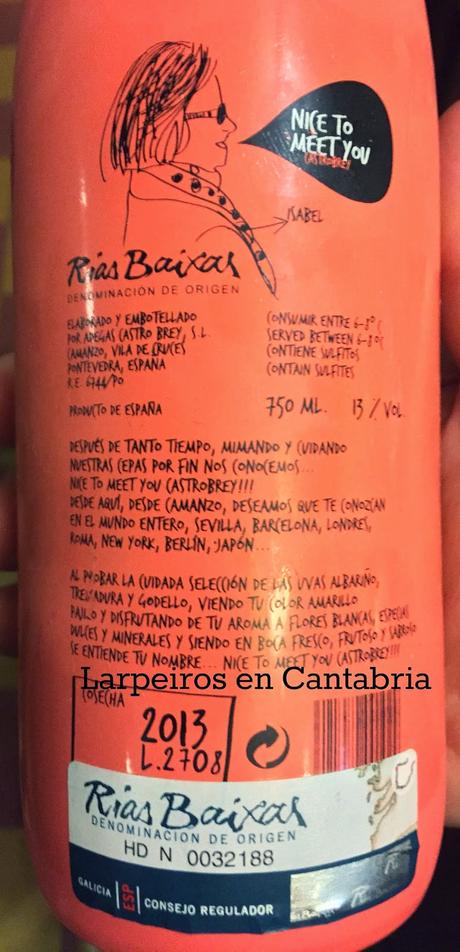 NICE TO
MEET YOU
CASTROBREY
ISABEL
Rías Baixas
DENOMINACIÓN DE ORIGEN
ELABORADO Y EMBOTELLADO
POR ADEGAS CASTRO BREY, S.L.
CAMANZO, VILA DE CRUCES
PONTEVEDRA, ESPAÑA
R.E. 6744/PO
CONSUMIR ENTRE 6-8º C
SERVED BETWEEN 6-8º C
CONTIENE SULFITOS
CONTAIN SULFITES
PRODUCTO DE ESPAÑA
750 ML. 13 % VOL.
DESPUÉS DE TANTO TIEMPO, MIMANDO Y CUIDANDO
NUESTRAS CEPAS POR FIN NOS CONOCEMOS...
NICE TO MEET YOU CASTROBREY!!!
DESDE AQUÍ, DESDE CAMANZO, DESEAMOS QUE TE CONOZCAN
EN EL MUNDO ENTERO, SEVILLA, BARCELONA, LONDRES,
ROMA, NEW YORK, BERLÍN, JAPÓN...
AL PROBAR LA CUIDADA SELECCIÓN DE LAS UVAS ALBARIÑO,
TREIXADURA Y GODELLO, VIENDO TU COLOR AMARILLO
PAJIZO Y DISFRUTANDO DE TU AROMA A FLORES BLANCAS, ESPECIAS
DULCES Y MINERALES Y SIENDO EN BOCA FRESCO, FRUTOSO Y SABROSO
SE ENTIENDE TU NOMBRE... NICE TO MEET YOU CASTROBREY!!!
Larpeiros en Cantabria
COSECHA
2013
L.2708
Rías Baixas
DENOMINACIÓN DE ORIGEN
HD N 0032188
GALICIA ESP CONSEJO REGULADOR